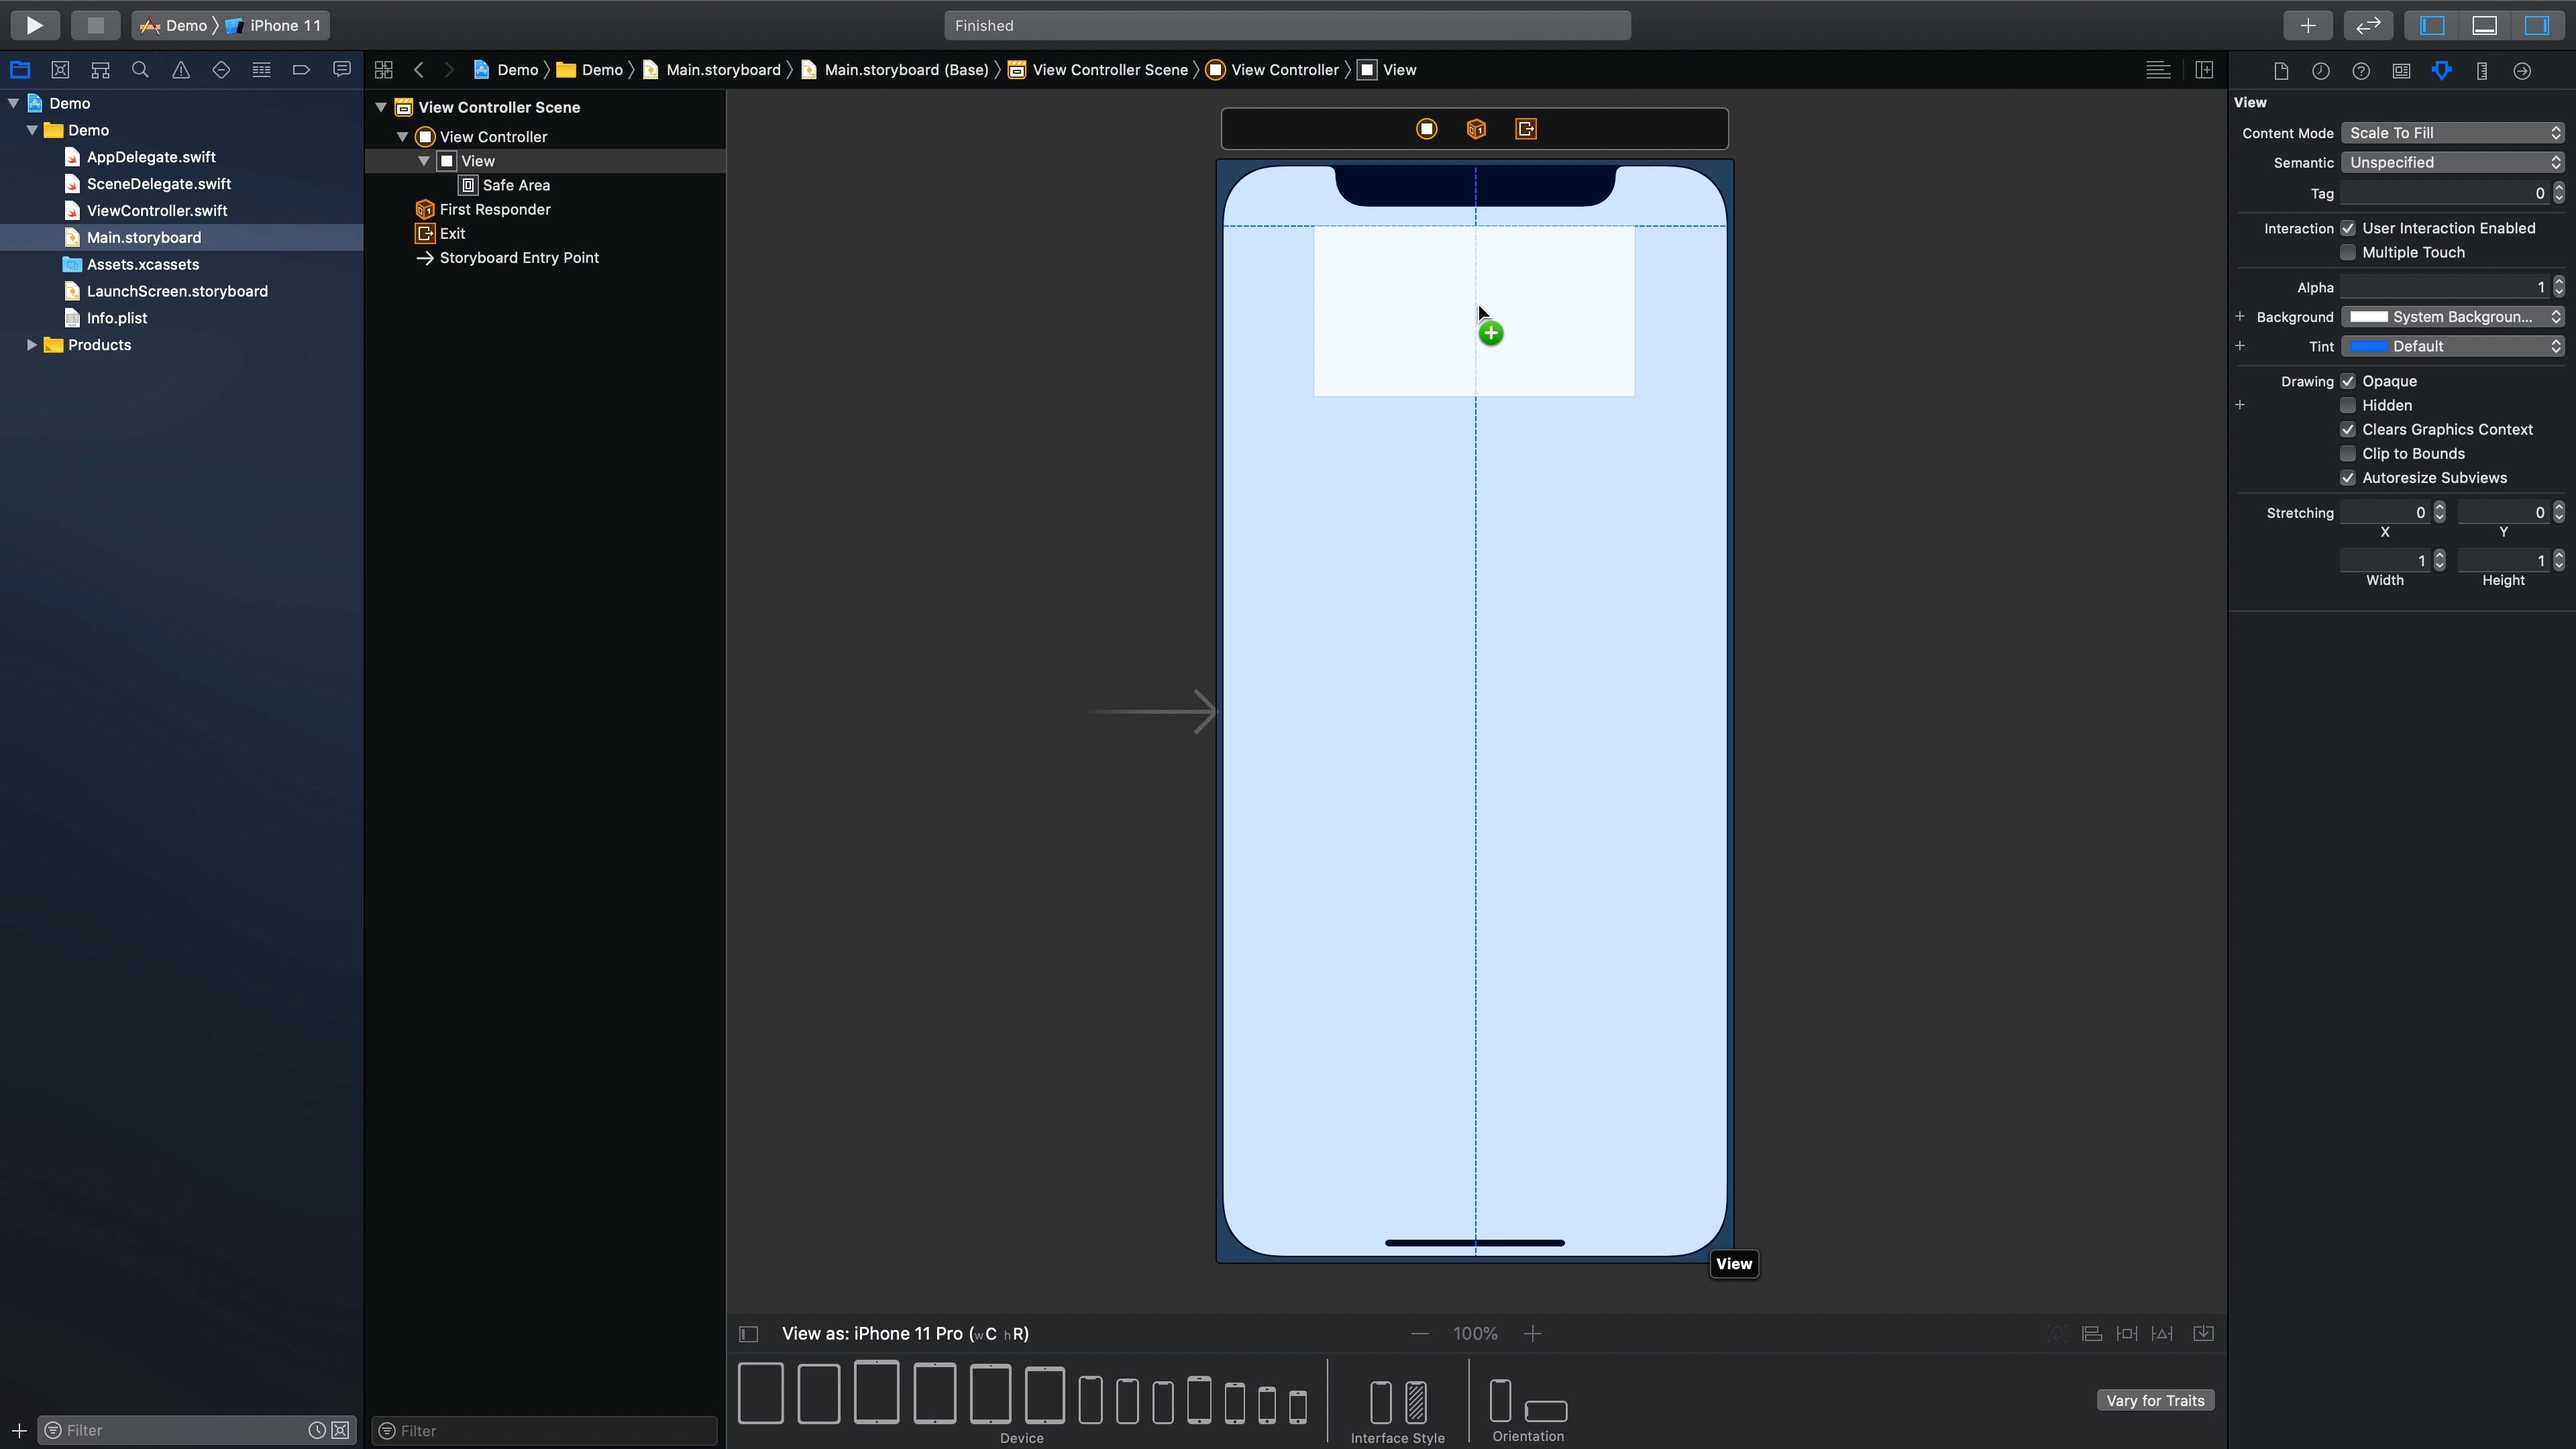 Demo
iPhone 11
Finished
Demo
Demo
Main.storyboard
Main.storyboard (Base)
View Controller Scene
View Controller
View
Demo
Demo
AppDelegate.swift
SceneDelegate.swift
ViewController.swift
Main.storyboard
Assets.xcassets
LaunchScreen.storyboard
Info.plist
Products
Filter
View Controller Scene
View Controller
View
Safe Area
First Responder
Exit
Storyboard Entry Point
Filter
View
View as: iPhone 11 Pro (wC hR)
100%
Device
Interface Style
Orientation
Vary for Traits
View
Content Mode Scale To Fill
Semantic Unspecified
Tag 0
Interaction User Interaction Enabled
Multiple Touch
Alpha 1
Background System Backgroun...
Tint Default
Drawing Opaque
Hidden
Clears Graphics Context
Clip to Bounds
Autoresize Subviews
Stretching 0 0
X Y
1 1
Width Height